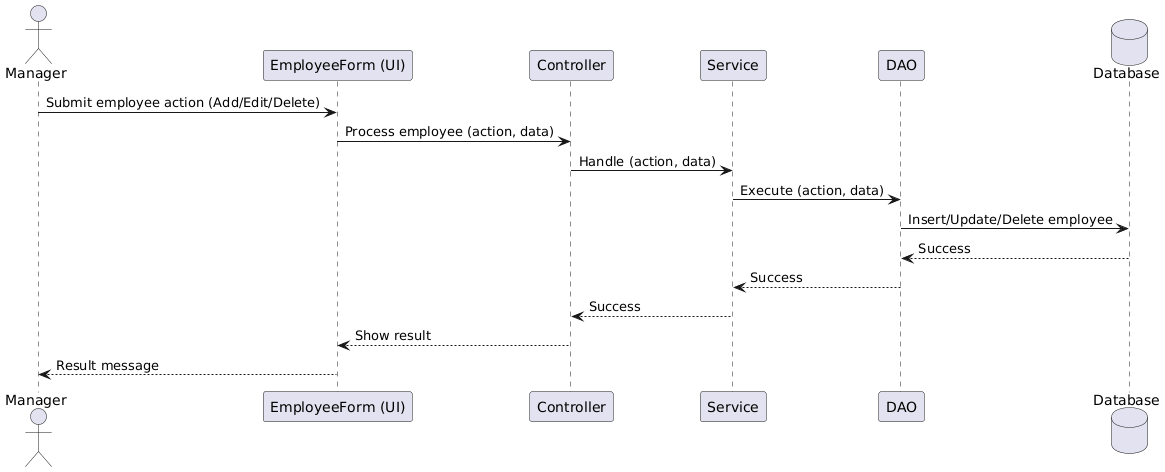 Manager
EmployeeForm (UI)
Controller
Service
DAO
Database
Submit employee action (Add/Edit/Delete)
Process employee (action, data)
Handle (action, data)
Execute (action, data)
Insert/Update/Delete employee
Success
Success
Success
Show result
Result message
Manager
EmployeeForm (UI)
Controller
Service
DAO
Database